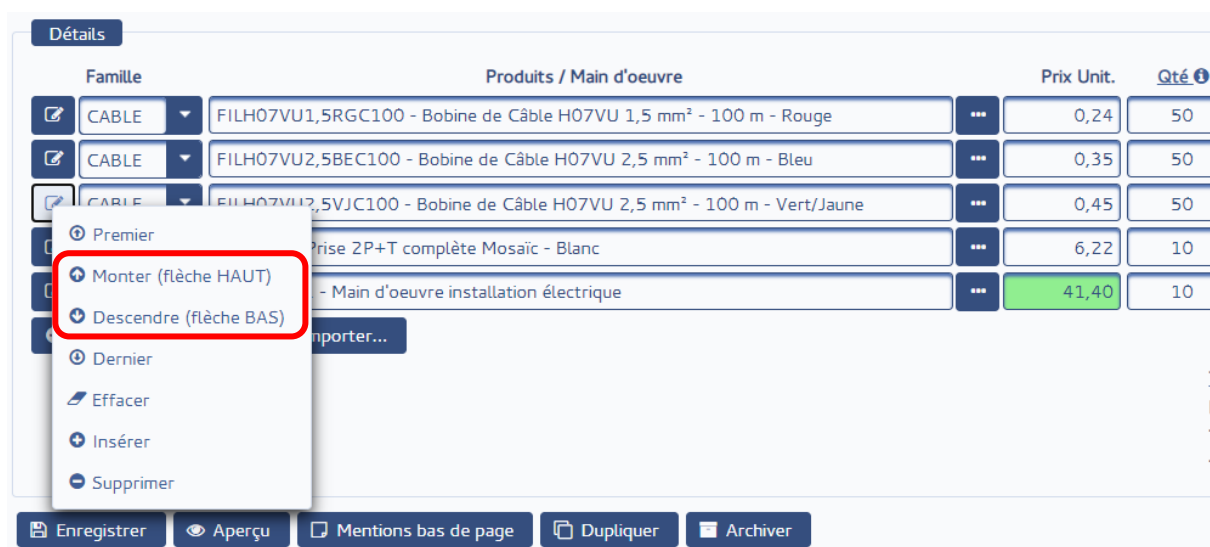 Détails
Famille Produits / Main d'oeuvre Prix Unit. Qté
CABLE FILH07VU1,5RGC100 - Bobine de Câble H07VU 1,5 mm² - 100 m - Rouge 0,24 50
CABLE FILH07VU2,5BEC100 - Bobine de Câble H07VU 2,5 mm² - 100 m - Bleu 0,35 50
CABLE FILH07VU2,5VJC100 - Bobine de Câble H07VU 2,5 mm² - 100 m - Vert/Jaune 0,45 50
Premier
Prise 2P+T complète Mosaïc - Blanc 6,22 10
Monter (flèche HAUT)
- Main d'oeuvre installation électrique 41,40 10
Descendre (flèche BAS)
mporter...
Dernier
Effacer
Insérer
Supprimer
Enregistrer Aperçu Mentions bas de page Dupliquer Archiver